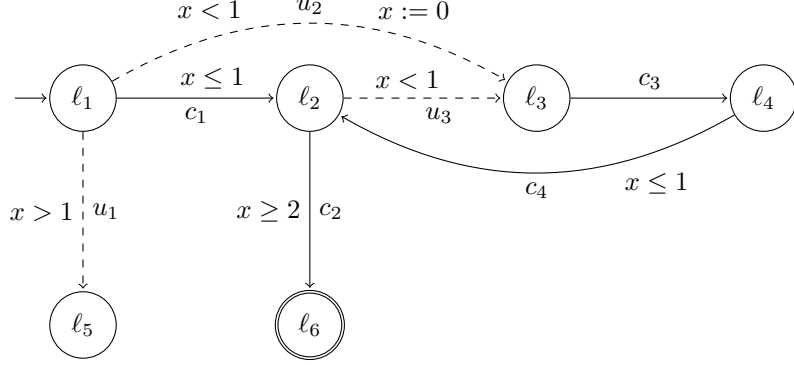 x < 1 u₂ x := 0
ℓ₁ x ≤ 1 c₁ ℓ₂ x < 1 u₃ ℓ₃ c₃ ℓ₄
c₄ x ≤ 1
x > 1 u₁ x ≥ 2 c₂
ℓ₅ ℓ₆